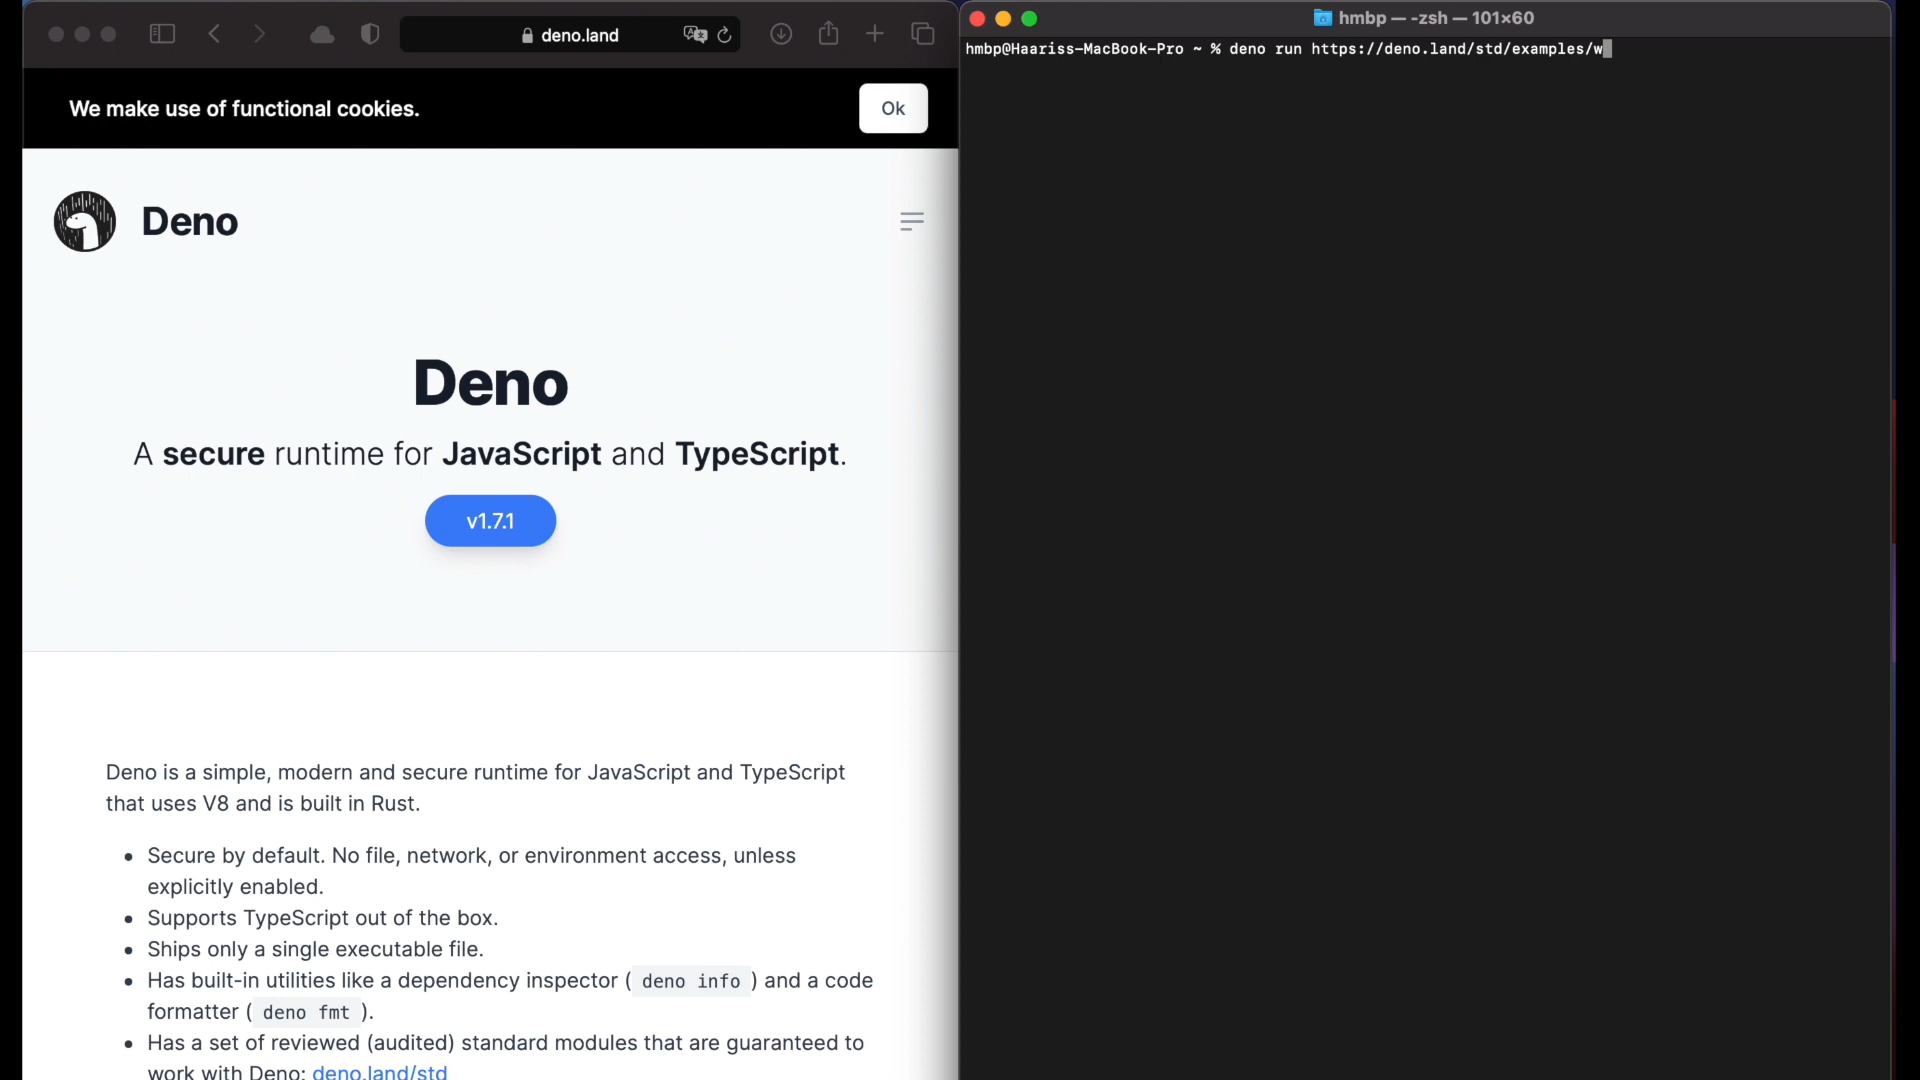 deno.land
We make use of functional cookies.
Ok
Deno
Deno
A secure runtime for JavaScript and TypeScript.
v1.7.1
Deno is a simple, modern and secure runtime for JavaScript and TypeScript
that uses V8 and is built in Rust.
• Secure by default. No file, network, or environment access, unless
explicitly enabled.
• Supports TypeScript out of the box.
• Ships only a single executable file.
• Has built-in utilities like a dependency inspector ( deno info ) and a code
formatter ( deno fmt ).
• Has a set of reviewed (audited) standard modules that are guaranteed to
work with Deno: deno.land/std
hmbp — -zsh — 101×60
hmbp@Haariss-MacBook-Pro ~ % deno run https://deno.land/std/examples/w